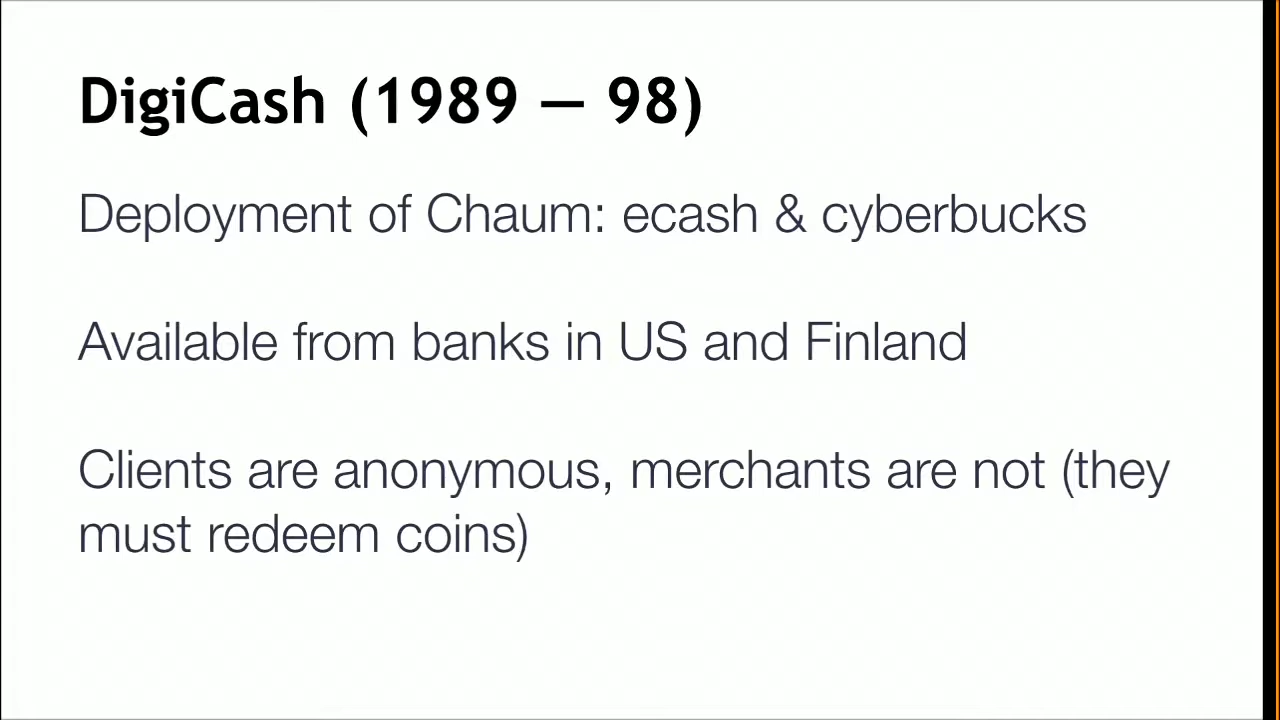 DigiCash (1989 — 98)
Deployment of Chaum: ecash & cyberbucks
Available from banks in US and Finland
Clients are anonymous, merchants are not (they
must redeem coins)